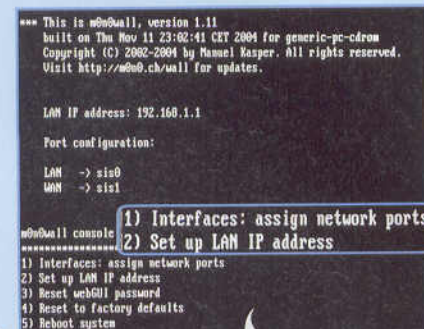 *** This is m0n0wall, version 1.11
built on Thu Nov 11 23:02:41 CET 2004 for generic-pc-cdrom
Copyright (C) 2002-2004 by Manuel Kasper. All rights reserved.
Visit http://m0n0.ch/wall for updates.
LAN IP address: 192.168.1.1
Port configuration:
LAN -> sis0
WAN -> sis1
m0n0wall console
1) Interfaces: assign network ports
2) Set up LAN IP address
********************
1) Interfaces: assign network ports
2) Set up LAN IP address
3) Reset webGUI password
4) Reset to factory defaults
5) Reboot system